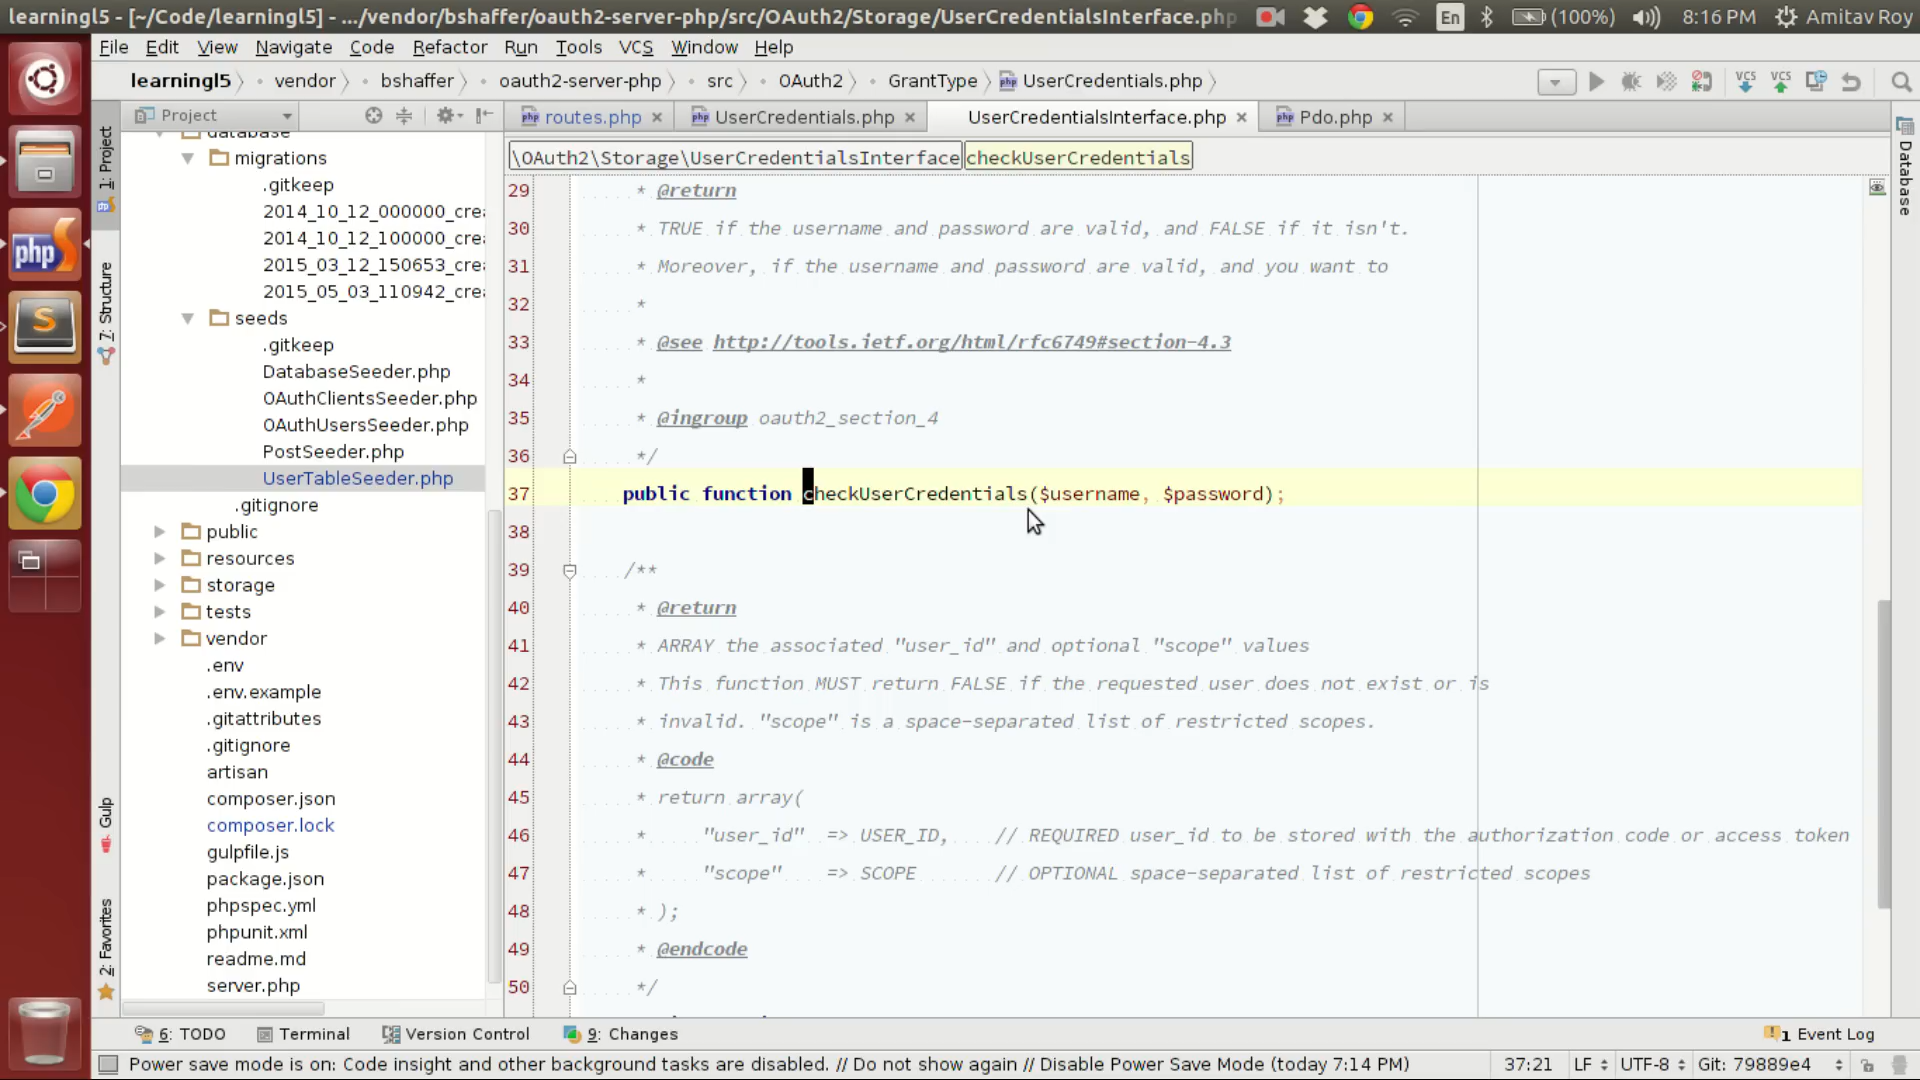 learningl5 - [~/Code/learningl5] - .../vendor/bshaffer/oauth2-server-php/src/OAuth2/Storage/UserCredentialsInterface.php
En (100%) 8:16 PM Amitav Roy
File Edit View Navigate Code Refactor Run Tools VCS Window Help
learningl5 vendor bshaffer oauth2-server-php src OAuth2 GrantType UserCredentials.php
Project
routes.php UserCredentials.php UserCredentialsInterface.php Pdo.php
\OAuth2\Storage\UserCredentialsInterface checkUserCredentials
1: Project
7: Structure
Gulp
2: Favorites
Database
database
migrations
.gitkeep
2014_10_12_000000_crea
2014_10_12_100000_crea
2015_03_12_150653_crea
2015_05_03_110942_crea
seeds
.gitkeep
DatabaseSeeder.php
OAuthClientsSeeder.php
OAuthUsersSeeder.php
PostSeeder.php
UserTableSeeder.php
.gitignore
public
resources
storage
tests
vendor
.env
.env.example
.gitattributes
.gitignore
artisan
composer.json
composer.lock
gulpfile.js
package.json
phpspec.yml
phpunit.xml
readme.md
server.php
29 * @return
30 * TRUE if the username and password are valid, and FALSE if it isn't.
31 * Moreover, if the username and password are valid, and you want to
32 *
33 * @see http://tools.ietf.org/html/rfc6749#section-4.3
34 *
35 * @ingroup oauth2_section_4
36 */
37 public function checkUserCredentials($username, $password);
38
39 /**
40 * @return
41 * ARRAY the associated "user_id" and optional "scope" values
42 * This function MUST return FALSE if the requested user does not exist or is
43 * invalid. "scope" is a space-separated list of restricted scopes.
44 * @code
45 * return array(
46 * "user_id" => USER_ID, // REQUIRED user_id to be stored with the authorization code or access token
47 * "scope" => SCOPE // OPTIONAL space-separated list of restricted scopes
48 * );
49 * @endcode
50 */
6: TODO Terminal Version Control 9: Changes 1 Event Log
Power save mode is on: Code insight and other background tasks are disabled. // Do not show again // Disable Power Save Mode (today 7:14 PM) 37:21 LF UTF-8 Git: 79889e4